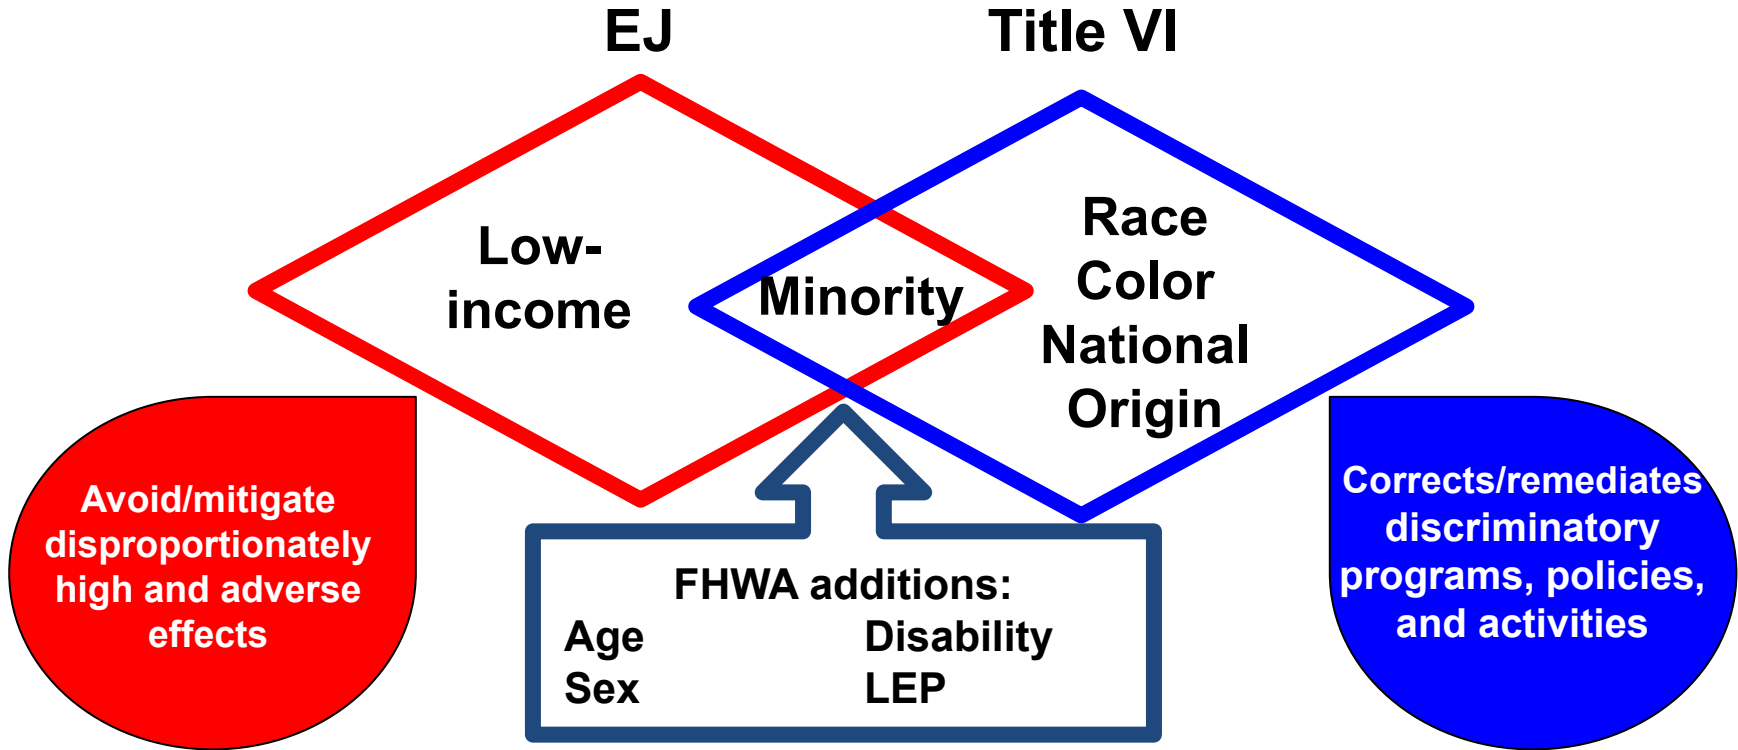 EJ
Title VI
Low-
income
Minority
Race
Color
National
Origin
Avoid/mitigate
disproportionately
high and adverse
effects
FHWA additions:
Age
Disability
Sex
LEP
Corrects/remediates
discriminatory
programs, policies,
and activities